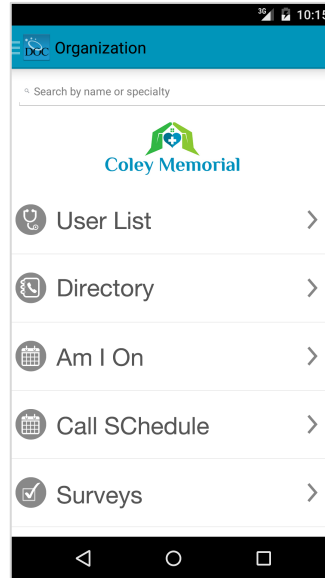 3G 10:15
DOC Organization
Search by name or specialty
Coley Memorial
User List
Directory
Am I On
Call SChedule
Surveys